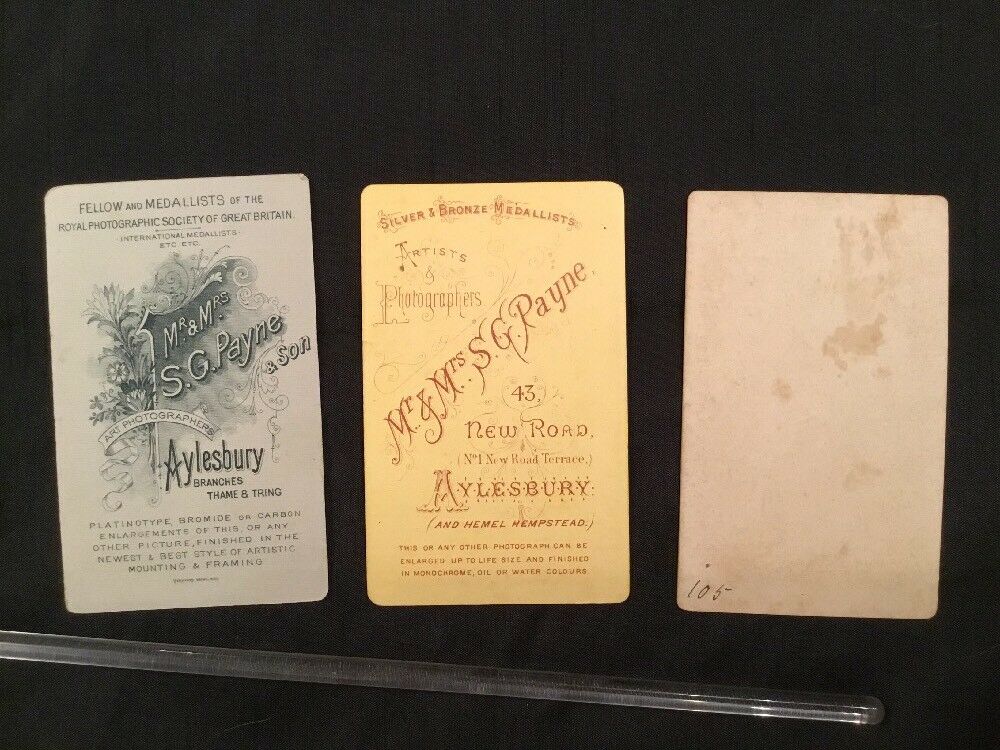 FELLOW AND MEDALLISTS OF THE
ROYAL PHOTOGRAPHIC SOCIETY OF GREAT BRITAIN.
INTERNATIONAL MEDALLISTS
ETC. ETC.
MR & MRS
S.G. Payne
& Son
ART PHOTOGRAPHERS
Aylesbury
BRANCHES
THAME & TRING
PLATINOTYPE, BROMIDE OR CARBON
ENLARGEMENTS OF THIS, OR ANY
OTHER PICTURE, FINISHED IN THE
NEWEST & BEST STYLE OF ARTISTIC
MOUNTING & FRAMING
SILVER & BRONZE MEDALLISTS
ARTISTS
&
Photographers
Mr & Mrs S.G. Payne,
43,
NEW ROAD,
(No 1 New Road Terrace,)
AYLESBURY
(AND HEMEL HEMPSTEAD.)
THIS OR ANY OTHER PHOTOGRAPH CAN BE
ENLARGED UP TO LIFE SIZE AND FINISHED
IN MONOCHROME, OIL OR WATER COLOURS.
105